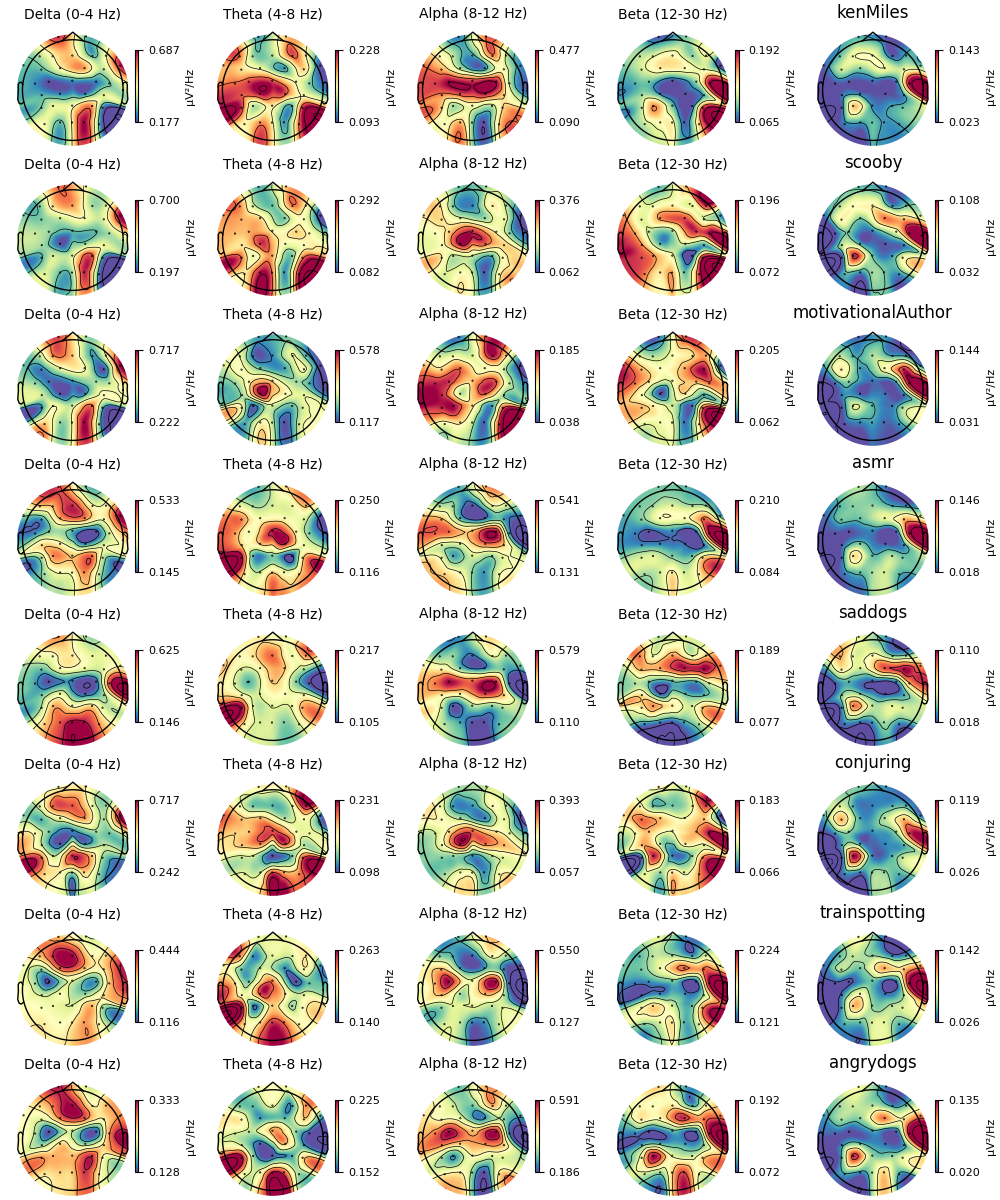 Delta (0-4 Hz) Theta (4-8 Hz) Alpha (8-12 Hz) Beta (12-30 Hz) kenMiles
0.687 0.228 0.477 0.192 0.143
µV²/Hz µV²/Hz µV²/Hz µV²/Hz µV²/Hz
0.177 0.093 0.090 0.065 0.023
Delta (0-4 Hz) Theta (4-8 Hz) Alpha (8-12 Hz) Beta (12-30 Hz) scooby
0.700 0.292 0.376 0.196 0.108
µV²/Hz µV²/Hz µV²/Hz µV²/Hz µV²/Hz
0.197 0.082 0.062 0.072 0.032
Delta (0-4 Hz) Theta (4-8 Hz) Alpha (8-12 Hz) Beta (12-30 Hz) motivationalAuthor
0.717 0.578 0.185 0.205 0.144
µV²/Hz µV²/Hz µV²/Hz µV²/Hz µV²/Hz
0.222 0.117 0.038 0.062 0.031
Delta (0-4 Hz) Theta (4-8 Hz) Alpha (8-12 Hz) Beta (12-30 Hz) asmr
0.533 0.250 0.541 0.210 0.146
µV²/Hz µV²/Hz µV²/Hz µV²/Hz µV²/Hz
0.145 0.116 0.131 0.084 0.018
Delta (0-4 Hz) Theta (4-8 Hz) Alpha (8-12 Hz) Beta (12-30 Hz) saddogs
0.625 0.217 0.579 0.189 0.110
µV²/Hz µV²/Hz µV²/Hz µV²/Hz µV²/Hz
0.146 0.105 0.110 0.077 0.018
Delta (0-4 Hz) Theta (4-8 Hz) Alpha (8-12 Hz) Beta (12-30 Hz) conjuring
0.717 0.231 0.393 0.183 0.119
µV²/Hz µV²/Hz µV²/Hz µV²/Hz µV²/Hz
0.242 0.098 0.057 0.066 0.026
Delta (0-4 Hz) Theta (4-8 Hz) Alpha (8-12 Hz) Beta (12-30 Hz) trainspotting
0.444 0.263 0.550 0.224 0.142
µV²/Hz µV²/Hz µV²/Hz µV²/Hz µV²/Hz
0.116 0.140 0.127 0.121 0.026
Delta (0-4 Hz) Theta (4-8 Hz) Alpha (8-12 Hz) Beta (12-30 Hz) angrydogs
0.333 0.225 0.591 0.192 0.135
µV²/Hz µV²/Hz µV²/Hz µV²/Hz µV²/Hz
0.128 0.152 0.186 0.072 0.020